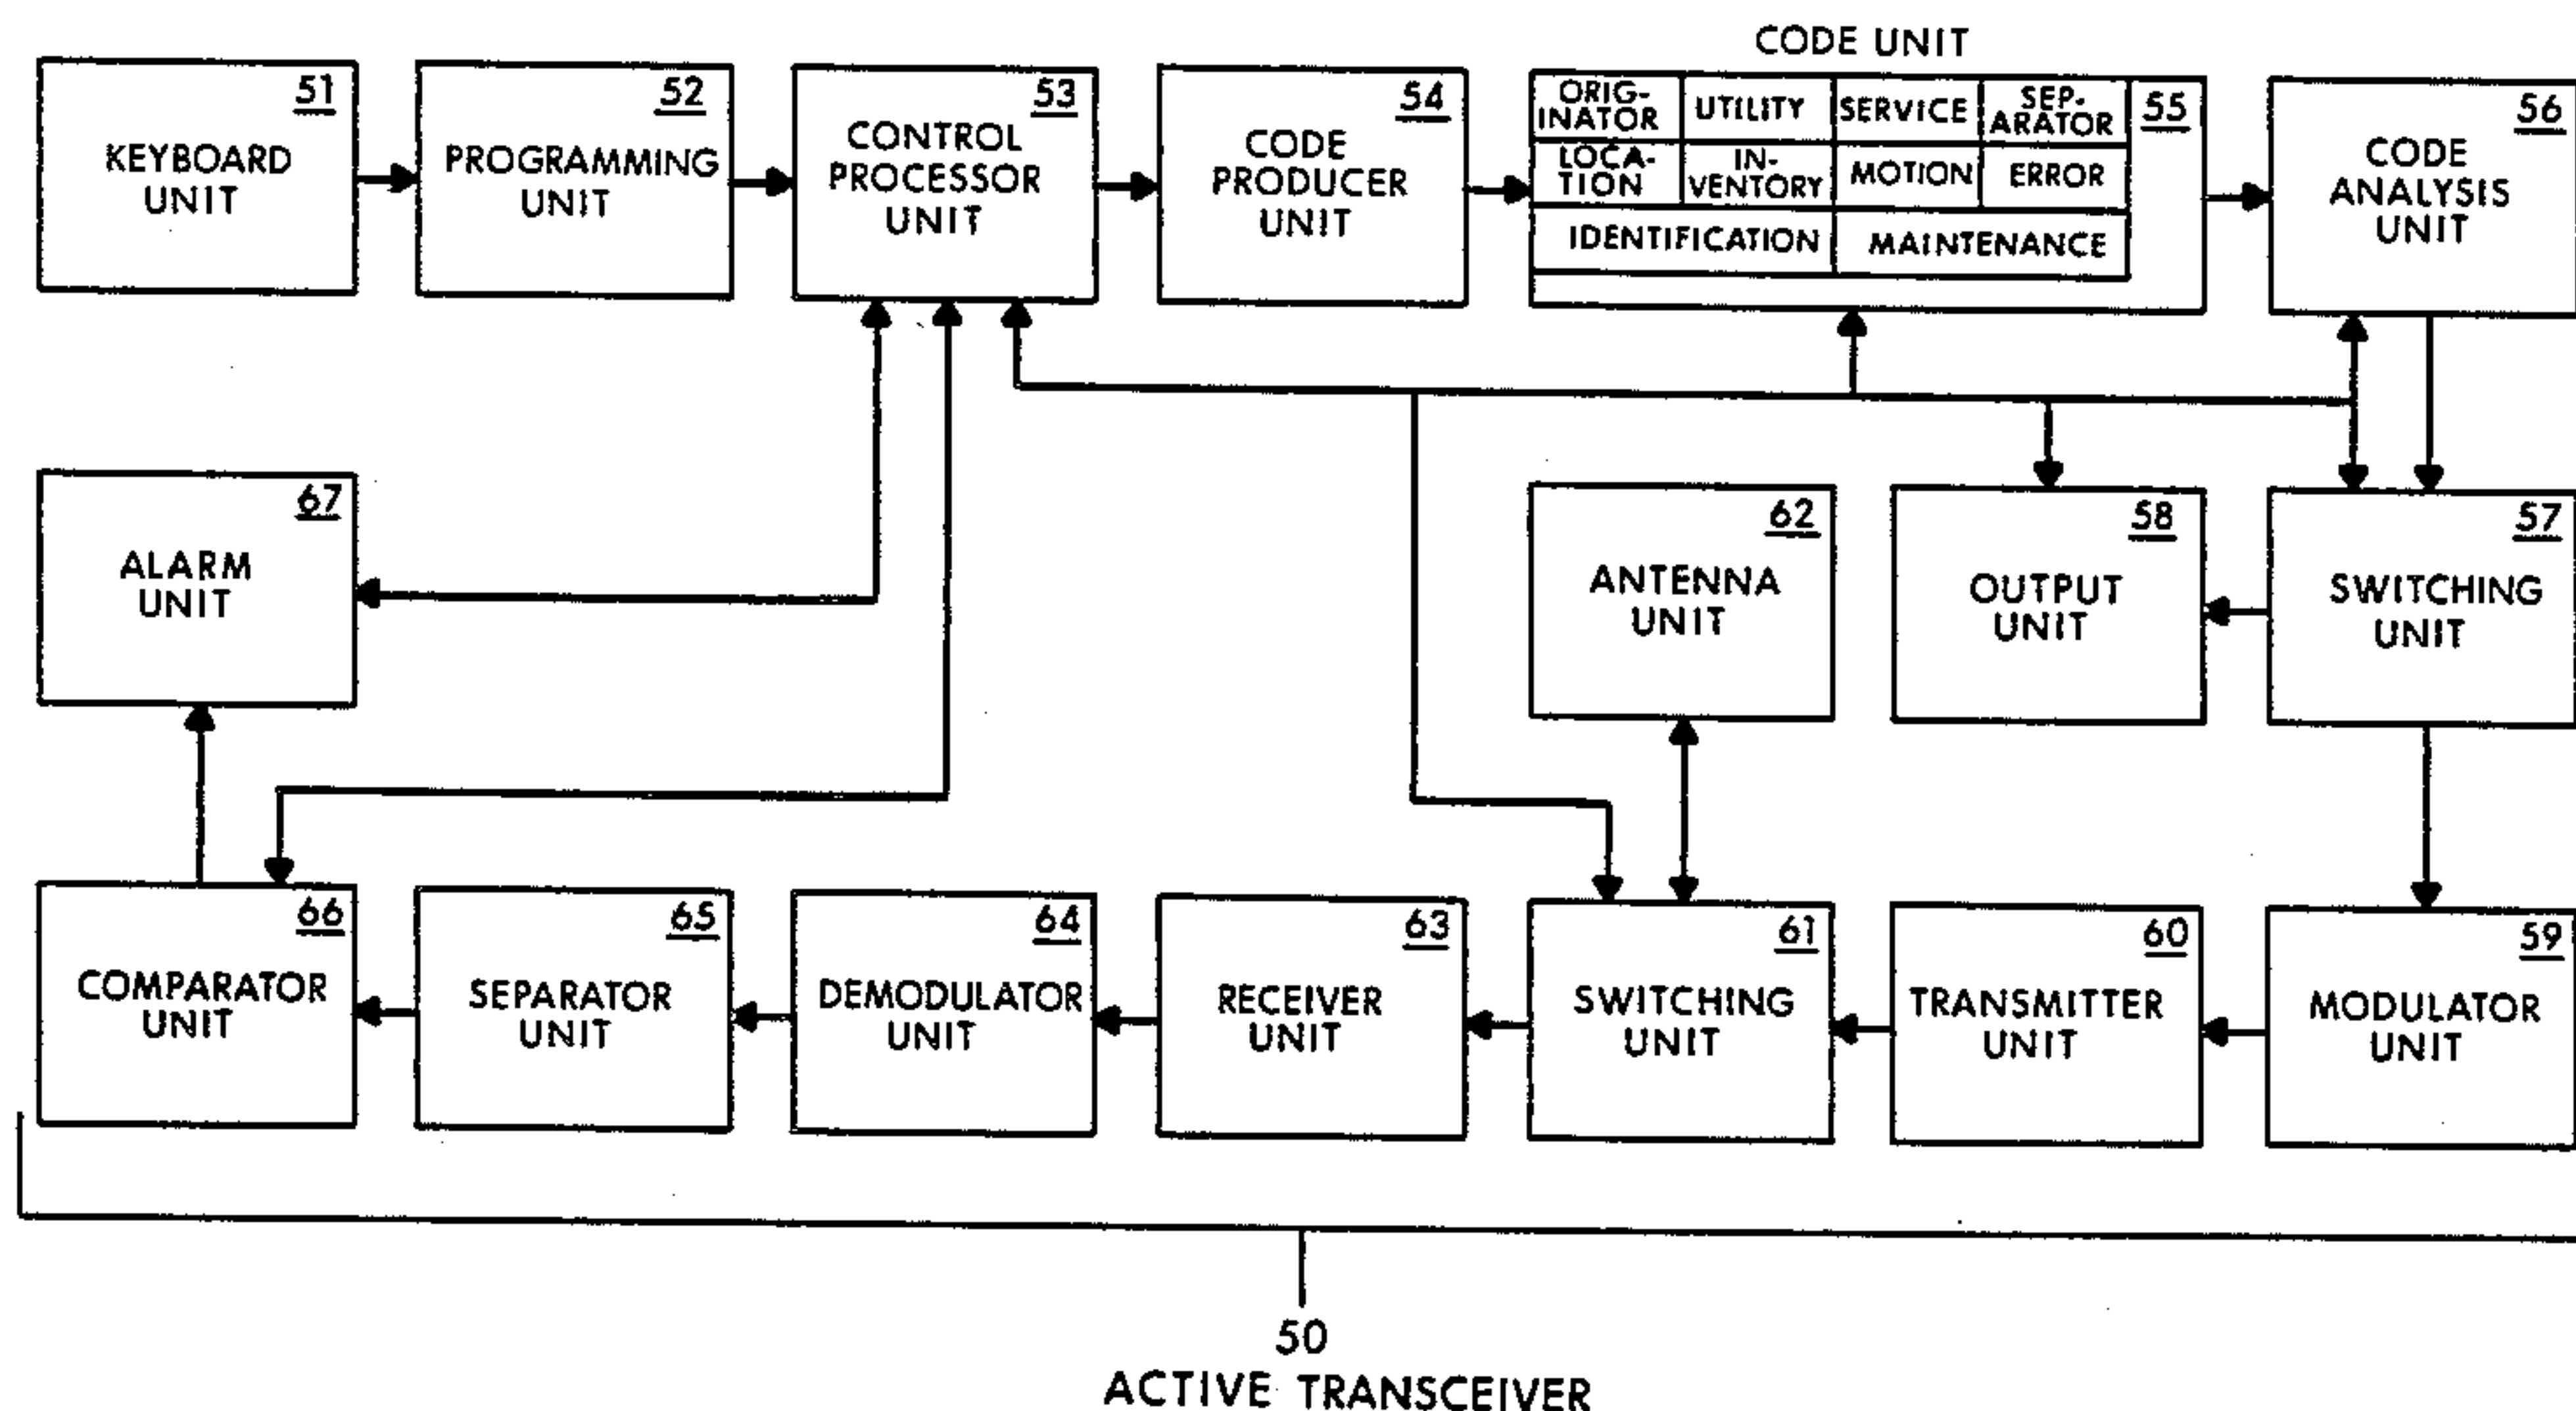 CODE UNIT
51
KEYBOARD
UNIT
52
PROGRAMMING
UNIT
53
CONTROL
PROCESSOR
UNIT
54
CODE
PRODUCER
UNIT
ORIG-
INATOR
UTILITY
SERVICE
SEP-
ARATOR
55
LOCA-
TION
IN-
VENTORY
MOTION
ERROR
IDENTIFICATION
MAINTENANCE
56
CODE
ANALYSIS
UNIT
67
ALARM
UNIT
62
ANTENNA
UNIT
58
OUTPUT
UNIT
57
SWITCHING
UNIT
66
COMPARATOR
UNIT
65
SEPARATOR
UNIT
64
DEMODULATOR
UNIT
63
RECEIVER
UNIT
61
SWITCHING
UNIT
60
TRANSMITTER
UNIT
59
MODULATOR
UNIT
50
ACTIVE TRANSCEIVER